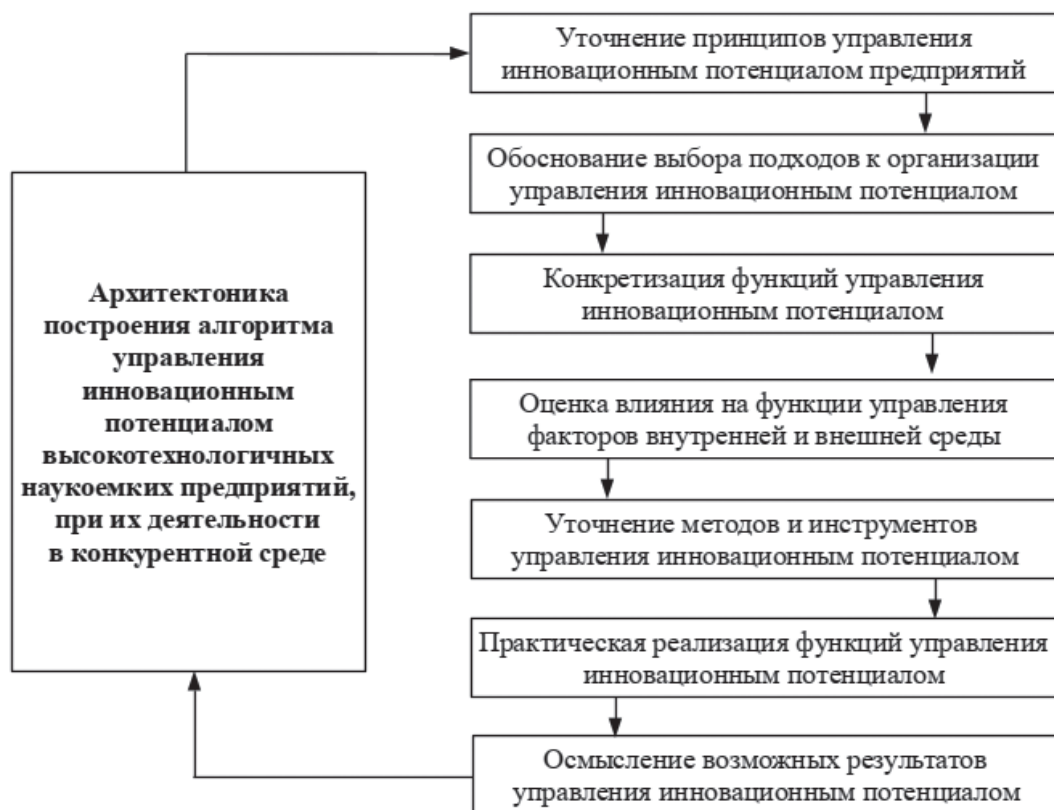 Уточнение принципов управления
инновационным потенциалом предприятий
Обоснование выбора подходов к организации
управления инновационным потенциалом
Конкретизация функций управления
инновационным потенциалом
Оценка влияния на функции управления
факторов внутренней и внешней среды
Уточнение методов и инструментов
управления инновационным потенциалом
Практическая реализация функций управления
инновационным потенциалом
Осмысление возможных результатов
управления инновационным потенциалом
Архитектоника
построения алгоритма
управления
инновационным
потенциалом
высокотехнологичных
наукоемких предприятий,
при их деятельности
в конкурентной среде